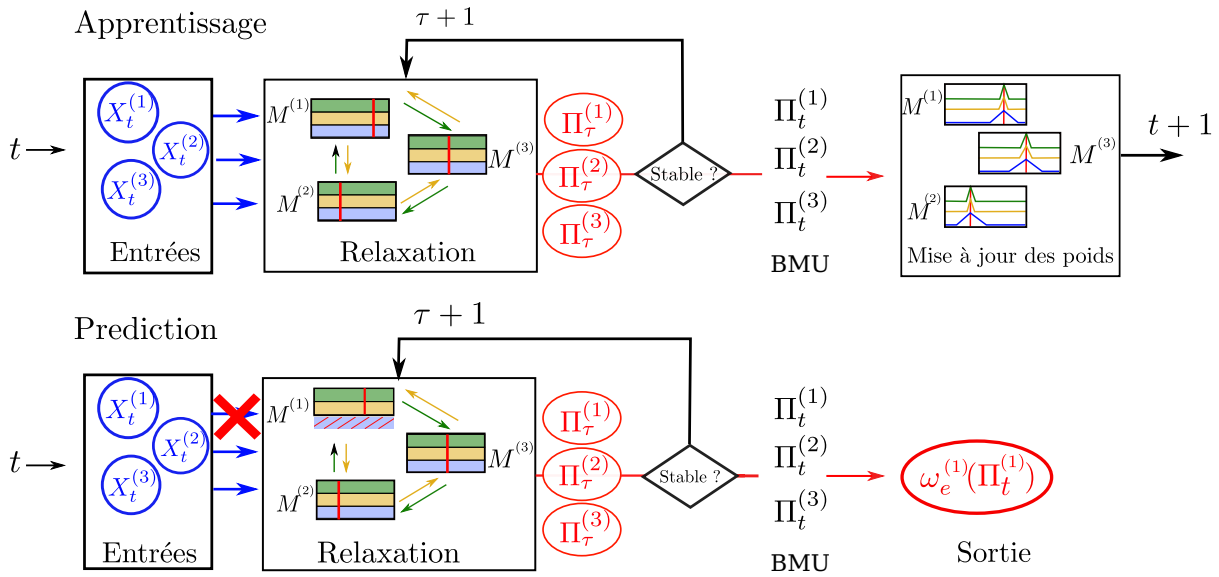 Apprentissage
τ + 1
t
X_t^{(1)}
X_t^{(2)}
X_t^{(3)}
Entrées
M^{(1)}
M^{(3)}
M^{(2)}
Relaxation
Π_τ^{(1)}
Π_τ^{(2)}
Π_τ^{(3)}
Stable ?
Π_t^{(1)}
Π_t^{(2)}
Π_t^{(3)}
BMU
M^{(1)}
M^{(3)}
M^{(2)}
Mise à jour des poids
t + 1
Prediction
τ + 1
t
X_t^{(1)}
X_t^{(2)}
X_t^{(3)}
Entrées
M^{(1)}
M^{(3)}
M^{(2)}
Relaxation
Π_τ^{(1)}
Π_τ^{(2)}
Π_τ^{(3)}
Stable ?
Π_t^{(1)}
Π_t^{(2)}
Π_t^{(3)}
BMU
ω_e^{(1)}(Π_t^{(1)})
Sortie